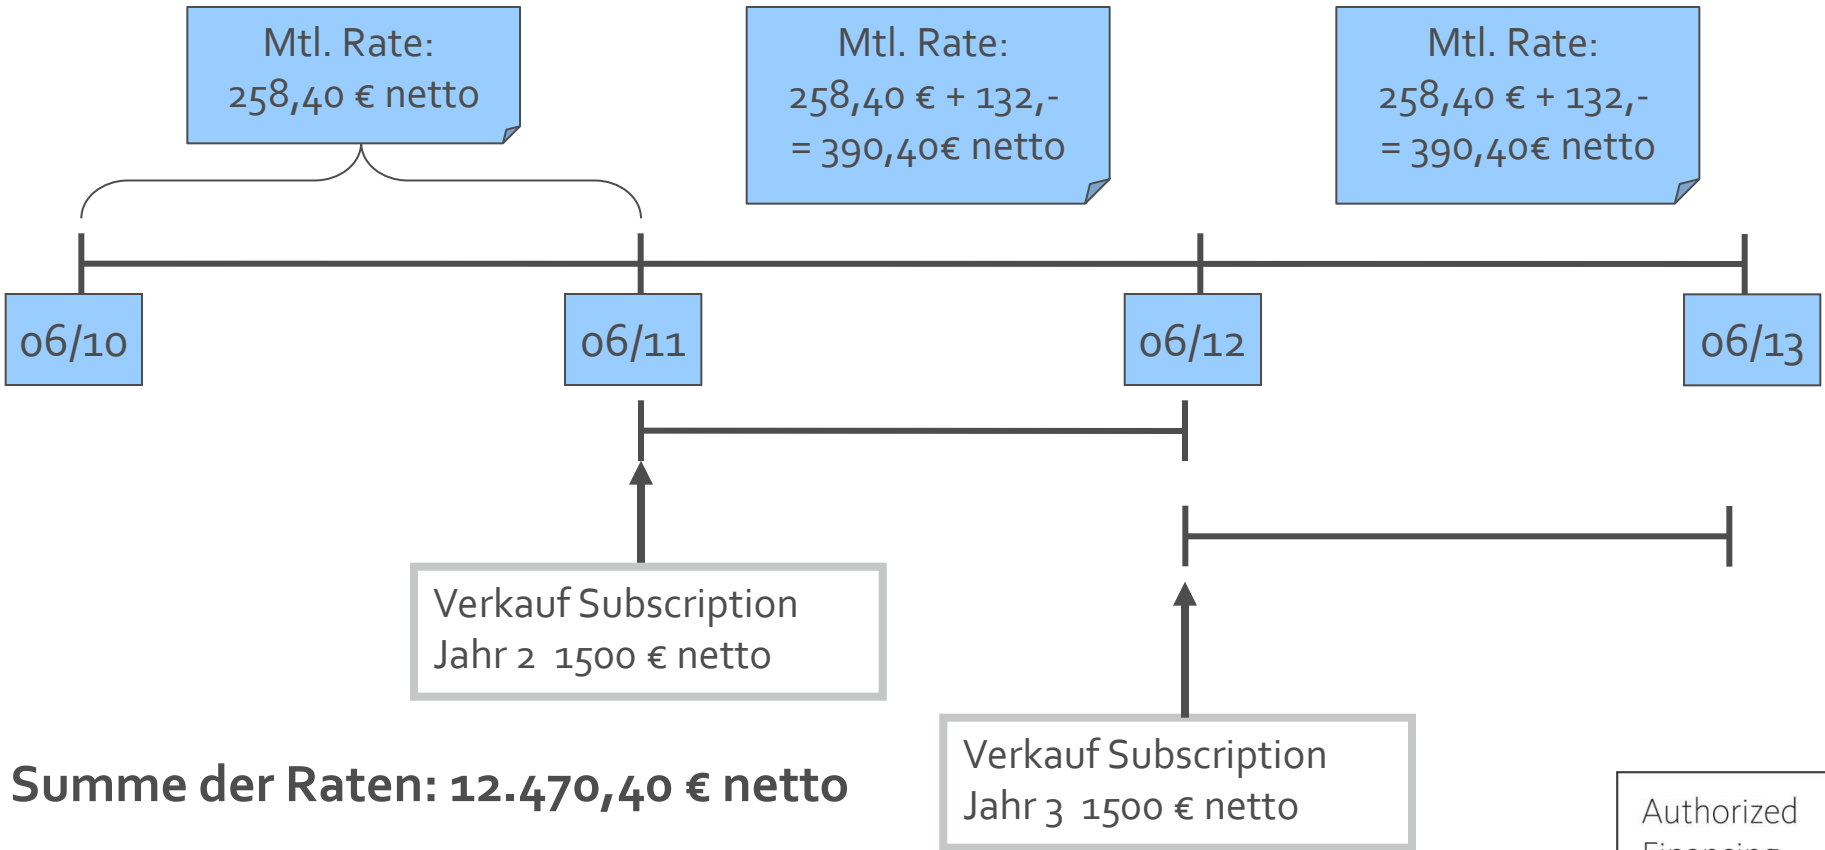 Mtl. Rate:
258,40 € netto
Mtl. Rate:
258,40 € + 132,-
= 390,40€ netto
Mtl. Rate:
258,40 € + 132,-
= 390,40€ netto
06/10
06/11
06/12
06/13
Verkauf Subscription
Jahr 2 1500 € netto
Verkauf Subscription
Jahr 3 1500 € netto
Summe der Raten: 12.470,40 € netto
Authorized
Financing